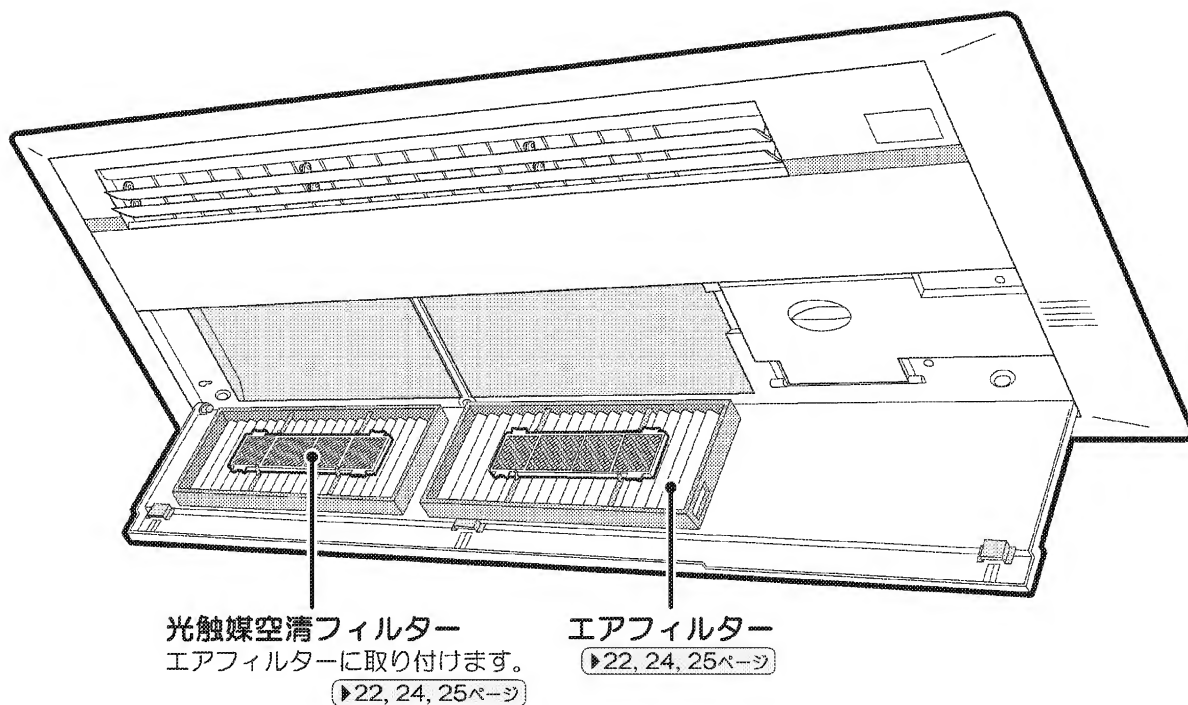 光触媒空清フィルター
エアフィルターに取り付けます。
▶22, 24, 25ページ
エアフィルター
▶22, 24, 25ページ